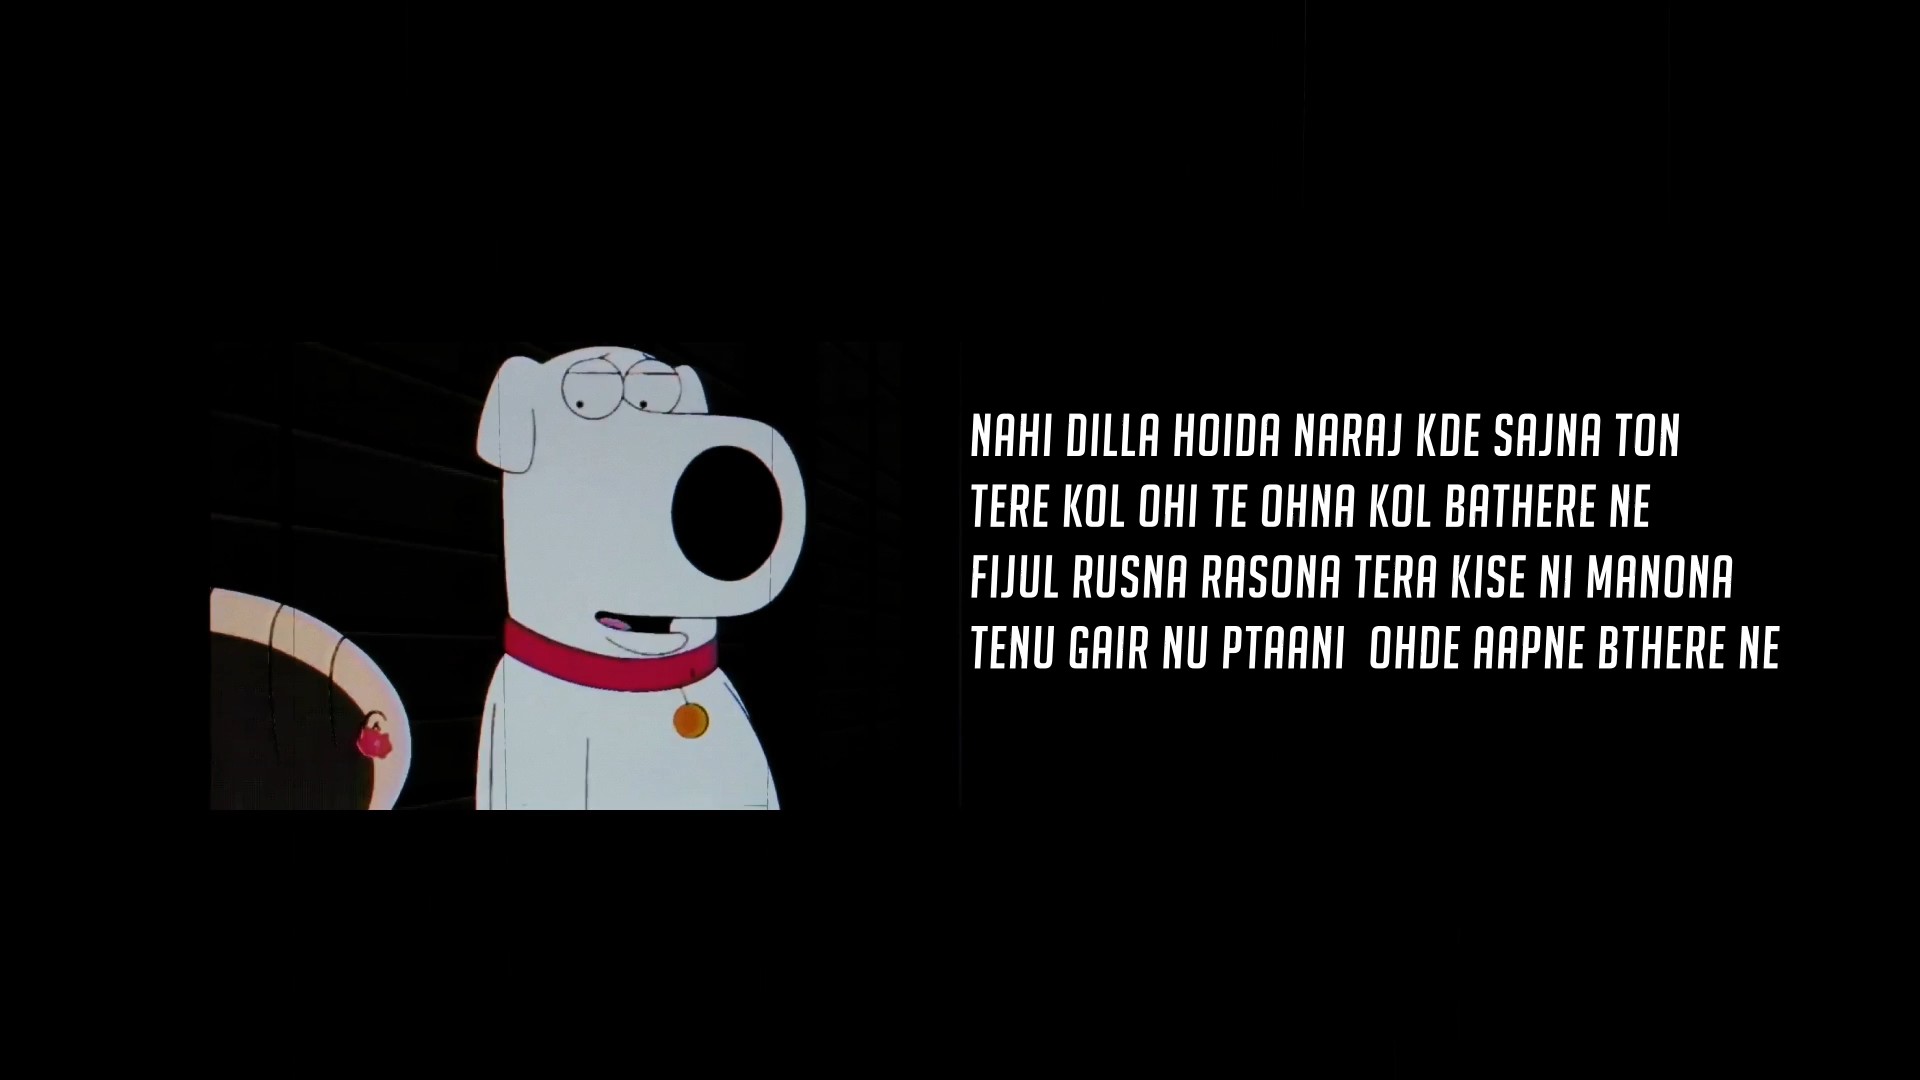 NAHI DILLA HOIDA NARAJ KDE SAJNA TON
TERE KOL OHI TE OHNA KOL BATHERE NE
FIJUL RUSNA RASONA TERA KISE NI MANONA
TENU GAIR NU PTAANI  OHDE AAPNE BTHERE NE